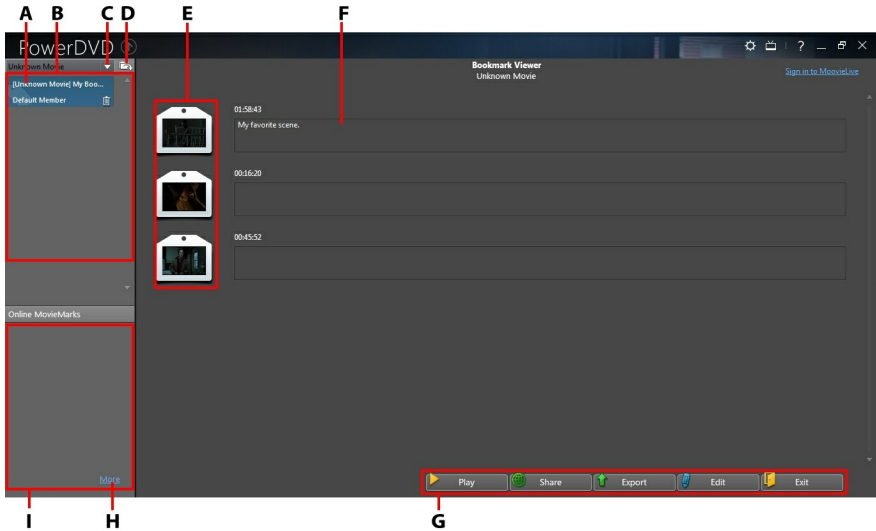 A B C D E F
PowerDVD
?
Unknown Movie
Bookmark Viewer
Unknown Movie
Sign in to MoovieLive
[Unknown Movie] My Boo...
Default Member
01:58:43
My favorite scene.
00:16:20
00:45:52
Online MovieMarks
More
Play Share Export Edit Exit
I H G